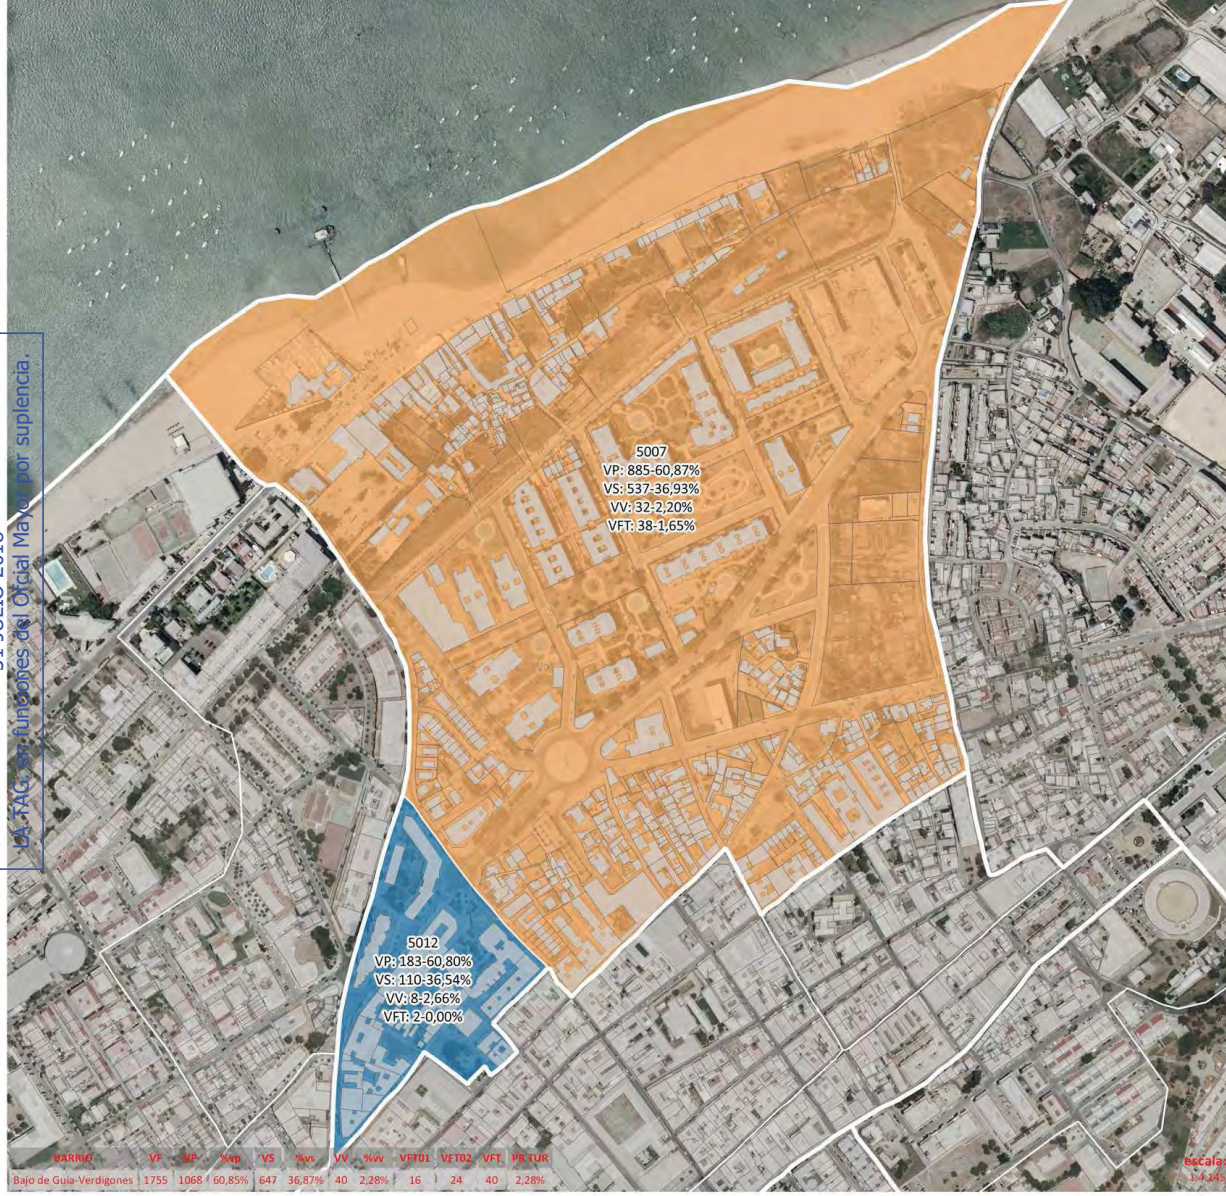 31 JULIO 2018
LA TAG. en funciones del Oficial Mayor por suplencia.
5007
VP: 885-60,87%
VS: 537-36,93%
VV: 32-2,20%
VFT: 38-1,65%
5012
VP: 183-60,80%
VS: 110-36,54%
VV: 8-2,66%
VFT: 2-0,00%
BARRIO VF VP %vp VS %vs VV %vv VFT01 VFT02 VFT PR TUR
Bajo de Guía-Verdigones 1755 1068 60,85% 647 36,87% 40 2,28% 16 24 40 2,28%
escala: